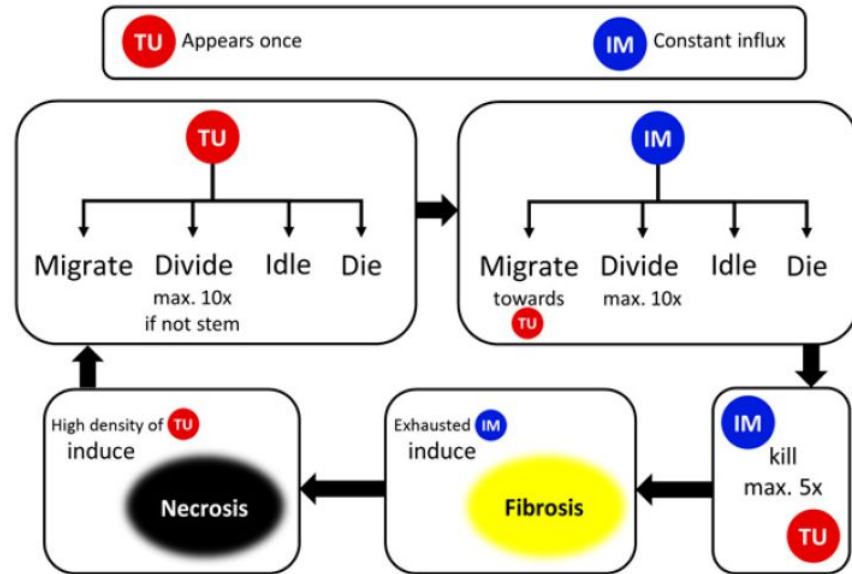 TU Appears once
IM Constant influx
TU
Migrate Divide Idle Die
max. 10x
if not stem
IM
Migrate Divide Idle Die
towards max. 10x
TU
High density of TU
induce
Necrosis
Exhausted IM
induce
Fibrosis
IM
kill
max. 5x
TU